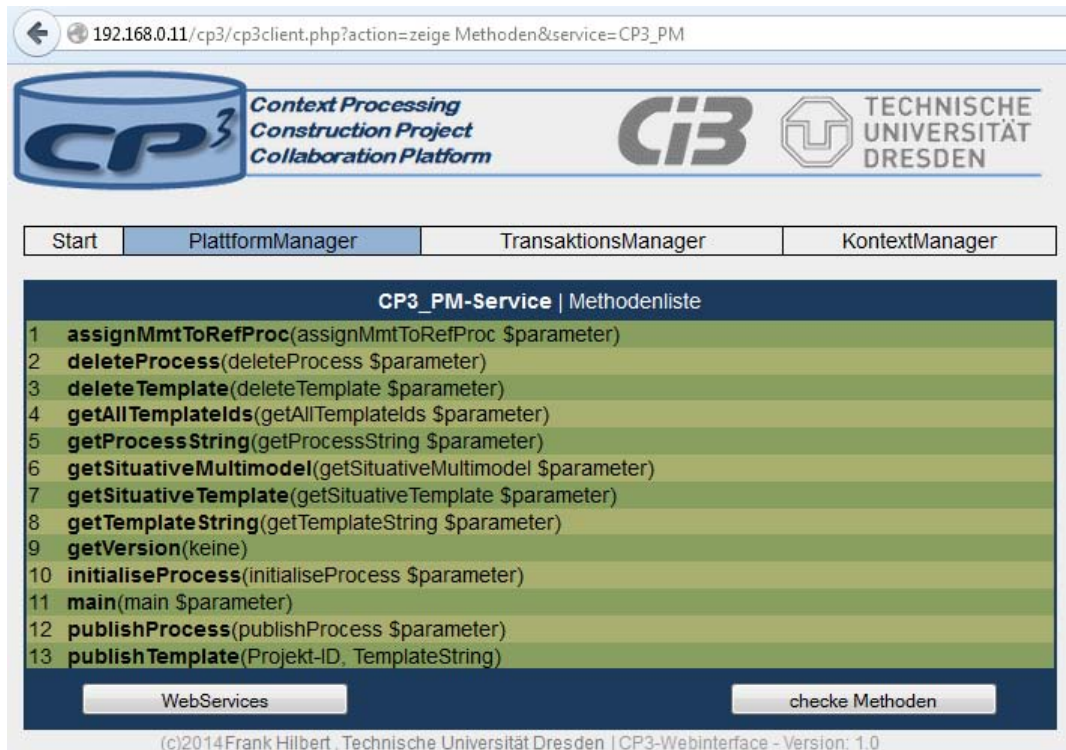 192.168.0.11/cp3/cp3client.php?action=zeige Methoden&service=CP3_PM
CP3
Context Processing
Construction Project
Collaboration Platform
CiB
TECHNISCHE
UNIVERSITÄT
DRESDEN
Start PlattformManager TransaktionsManager KontextManager
CP3_PM-Service | Methodenliste
1 assignMmtToRefProc(assignMmtToRefProc $parameter)
2 deleteProcess(deleteProcess $parameter)
3 deleteTemplate(deleteTemplate $parameter)
4 getAllTemplateIds(getAllTemplateIds $parameter)
5 getProcessString(getProcessString $parameter)
6 getSituativeMultimodel(getSituativeMultimodel $parameter)
7 getSituativeTemplate(getSituativeTemplate $parameter)
8 getTemplateString(getTemplateString $parameter)
9 getVersion(keine)
10 initialiseProcess(initialiseProcess $parameter)
11 main(main $parameter)
12 publishProcess(publishProcess $parameter)
13 publishTemplate(Projekt-ID, TemplateString)
WebServices checke Methoden
(c)2014 Frank Hilbert , Technische Universität Dresden | CP3-Webinterface - Version: 1.0